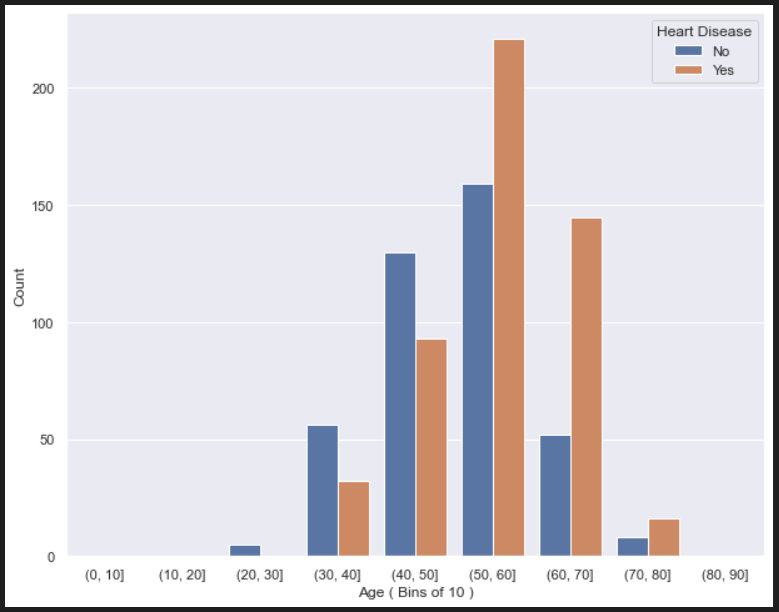 Heart Disease
No
Yes
200
150
100
50
0
Count
(0, 10] (10, 20] (20, 30] (30, 40] (40, 50] (50, 60] (60, 70] (70, 80] (80, 90]
Age ( Bins of 10 )